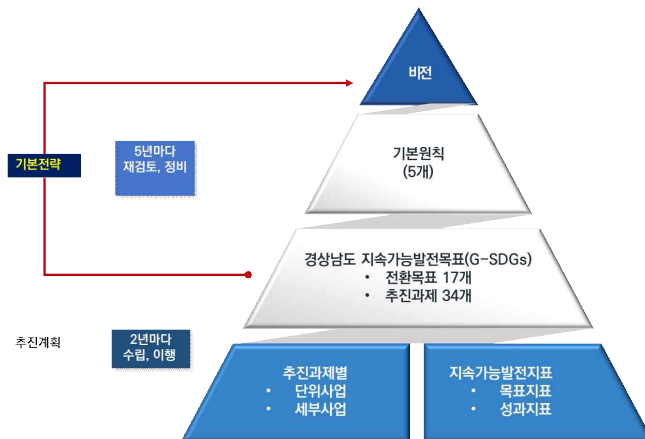 비전
기본전략
5년마다
재검토, 정비
기본원칙
(5개)
경상남도 지속가능발전목표(G-SDGs)
• 전환목표 17개
• 추진과제 34개
추진계획
2년마다
수립, 이행
추진과제별
• 단위사업
• 세부사업
지속가능발전지표
• 목표지표
• 성과지표